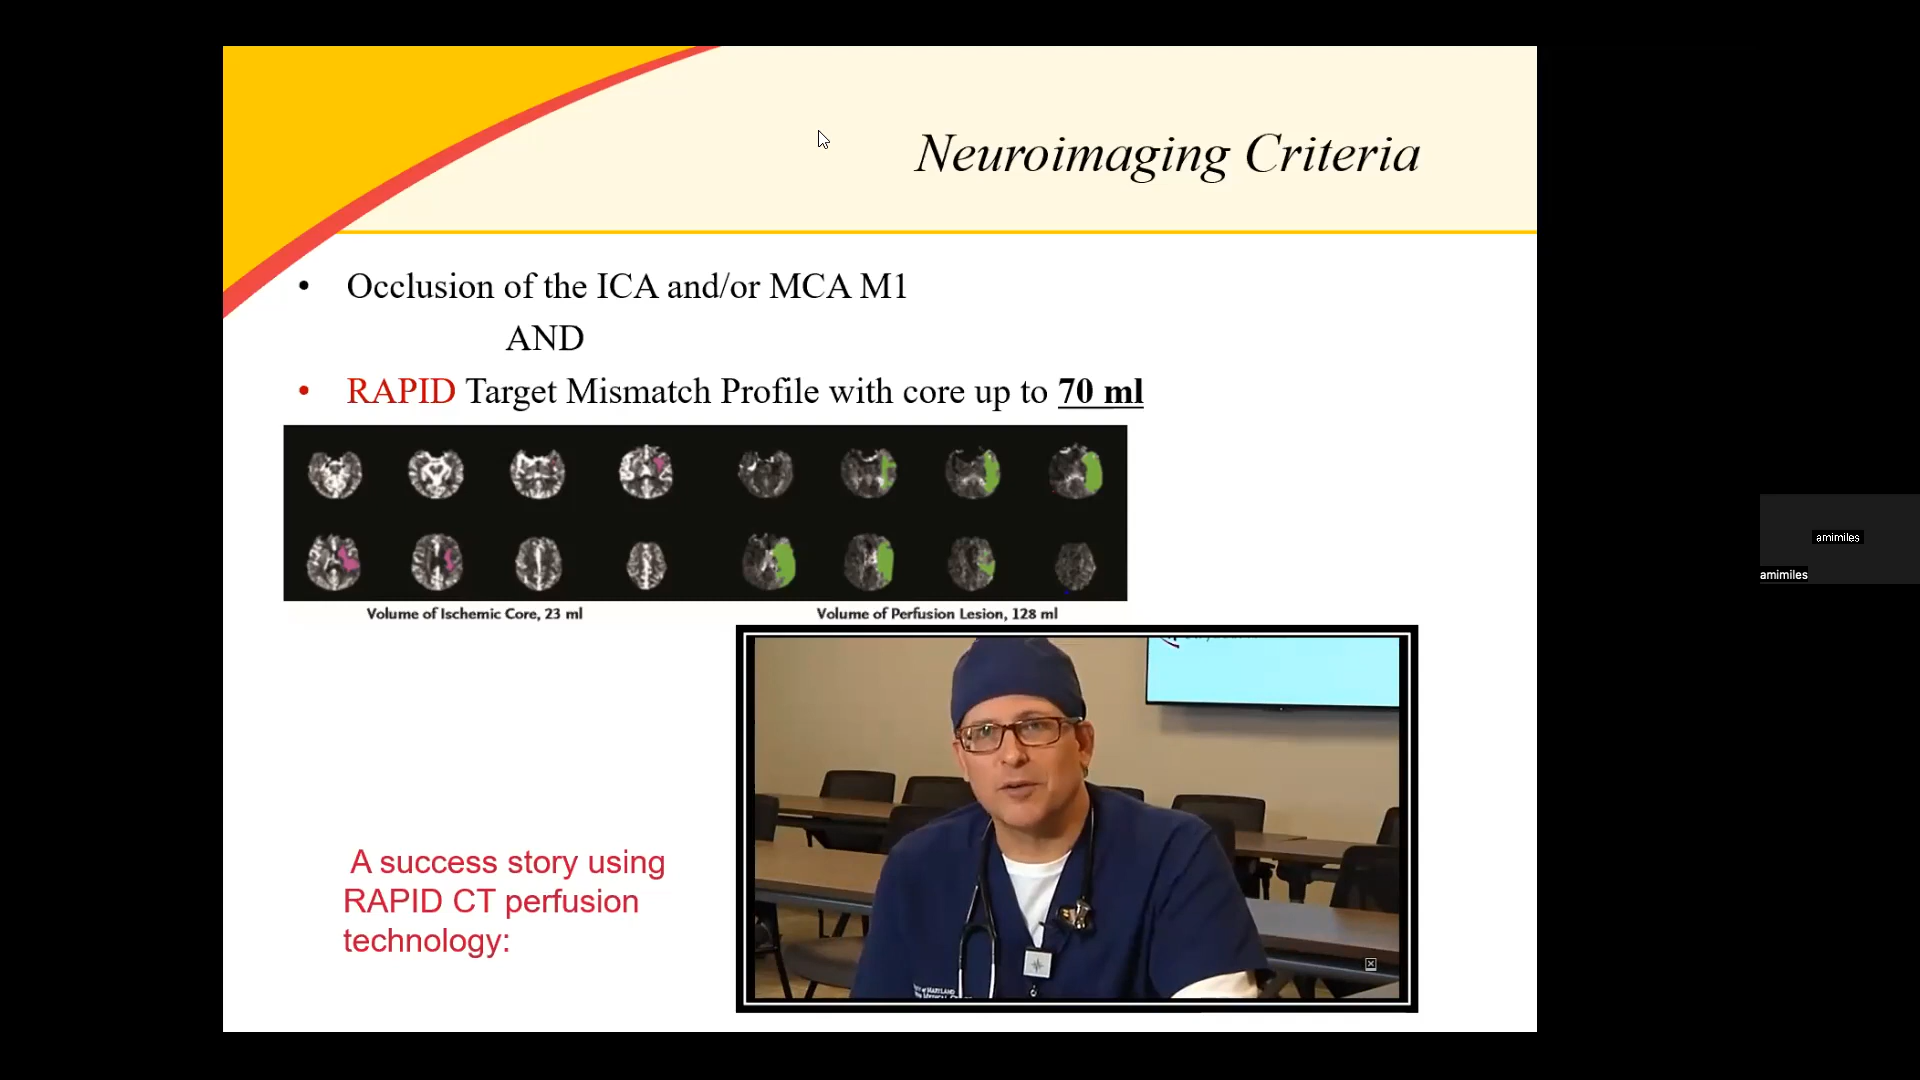 Neuroimaging Criteria
• Occlusion of the ICA and/or MCA M1
AND
• RAPID Target Mismatch Profile with core up to 70 ml
Volume of Ischemic Core, 23 ml
Volume of Perfusion Lesion, 128 ml
A success story using
RAPID CT perfusion
technology:
amimiles
amimiles